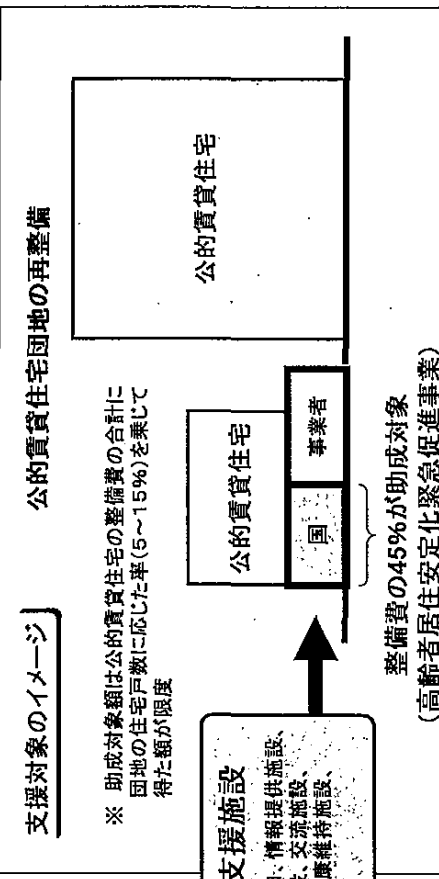 支援対象のイメージ
公的賃貸住宅団地の再整備
※ 助成対象額は公的賃貸住宅の整備費の合計に
団地の住宅戸数に応じた率(5~15%)を乗じて
得た額が限度
公的賃貸住宅
公的賃貸住宅
国
事業者
整備費の45%が助成対象
(高齢者居住安定化緊急促進事業)
支援施設
、情報提供施設、
、交流施設、
康維持施設、